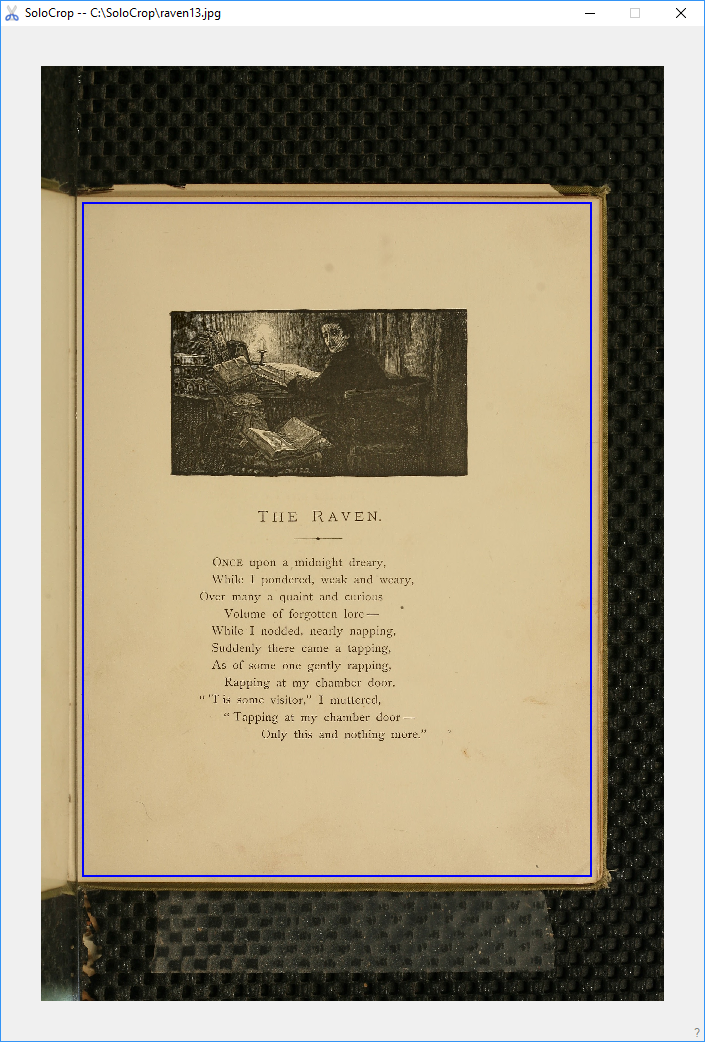 SoloCrop -- C:\SoloCrop\raven13.jpg
THE RAVEN.
ONCE upon a midnight dreary,
While I pondered, weak and weary,
Over many a quaint and curious
Volume of forgotten lore—
While I nodded, nearly napping,
Suddenly there came a tapping,
As of some one gently rapping,
Rapping at my chamber door.
“ 'Tis some visitor,” I muttered,
“ Tapping at my chamber door—
Only this and nothing more.”
?